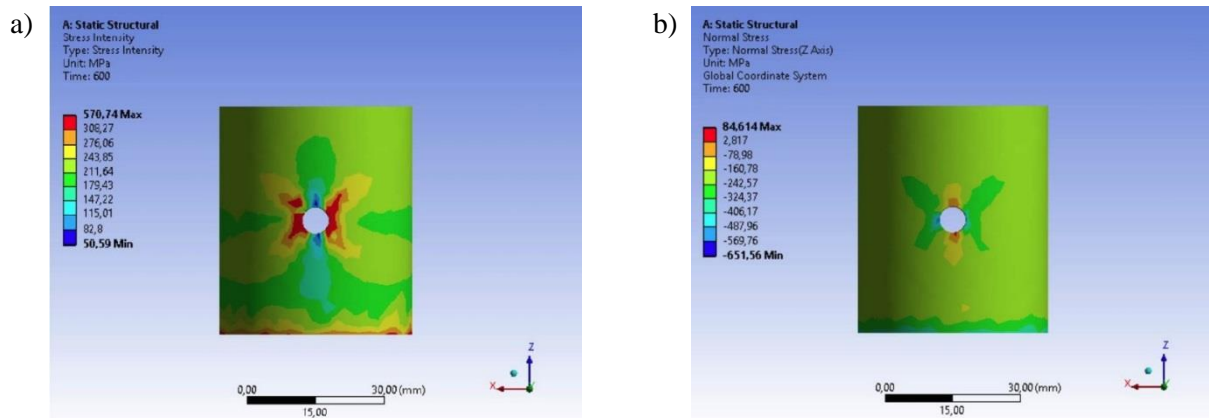 a)
A: Static Structural
Stress Intensity
Type: Stress Intensity
Unit: MPa
Time: 600
570,74 Max
308,27
276,06
243,85
211,64
179,43
147,22
115,01
82,8
50,59 Min
Z
X
0,00 30,00 (mm)
15,00
b)
A: Static Structural
Normal Stress
Type: Normal Stress(Z Axis)
Unit: MPa
Global Coordinate System
Time: 600
84,614 Max
2,817
-78,98
-160,78
-242,57
-324,37
-406,17
-487,96
-569,76
-651,56 Min
Z
X
0,00 30,00 (mm)
15,00